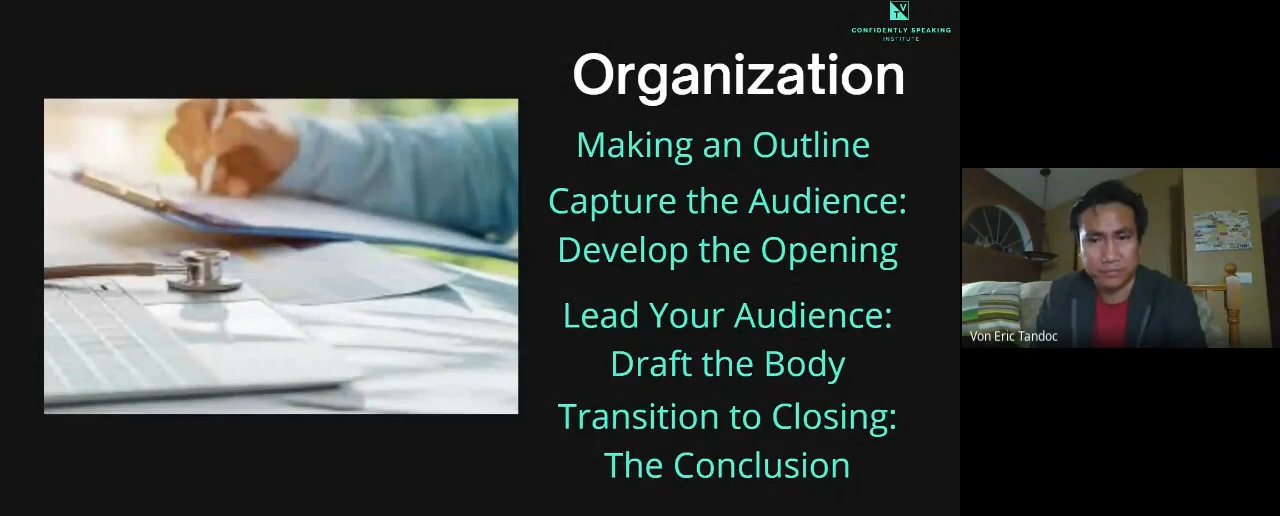 VT
CONFIDENTLY SPEAKING
INSTITUTE
Organization
Making an Outline
Capture the Audience:
Develop the Opening
Lead Your Audience:
Draft the Body
Transition to Closing:
The Conclusion
Von Eric Tandoc